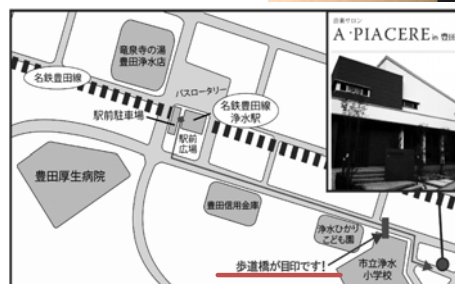 音楽サロン
A・PIACERE in 豊田
竜泉寺の湯
豊田浄水店
名鉄豊田線
バスロータリー
名鉄豊田線
浄水駅
駅前駐車場
駅前
広場
豊田厚生病院
豊田信用金庫
浄水ひかり
こども園
歩道橋が目印です!
市立浄水
小学校